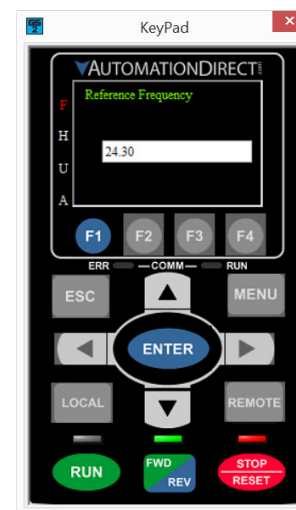 GS2
KeyPad
×
AUTOMATIONDIRECT
Reference Frequency
F
H
24.30
U
A
F1 F2 F3 F4
ERR —COMM— RUN
ESC MENU
ENTER
LOCAL REMOTE
RUN FWD REV STOP RESET